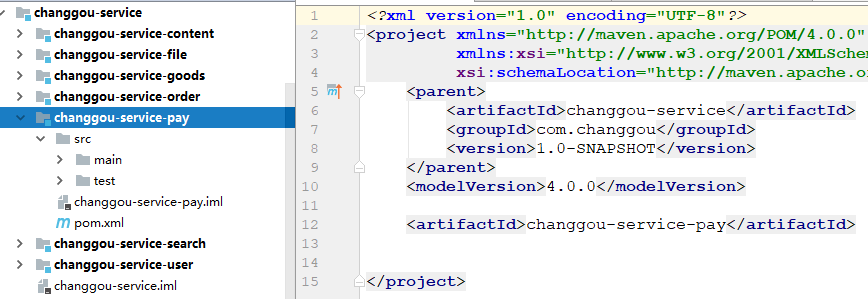 changgou-service
changgou-service-content
changgou-service-file
changgou-service-goods
changgou-service-order
changgou-service-pay
src
main
test
changgou-service-pay.iml
pom.xml
changgou-service-search
changgou-service-user
changgou-service.iml
1 <?xml version="1.0" encoding="UTF-8"?>
2 <project xmlns="http://maven.apache.org/POM/4.0.0"
3 xmlns:xsi="http://www.w3.org/2001/XMLSche
4 xsi:schemaLocation="http://maven.apache.o
5 <parent>
6 <artifactId>changgou-service</artifactId>
7 <groupId>com.changgou</groupId>
8 <version>1.0-SNAPSHOT</version>
9 </parent>
10 <modelVersion>4.0.0</modelVersion>
11
12 <artifactId>changgou-service-pay</artifactId>
13
14
15 </project>